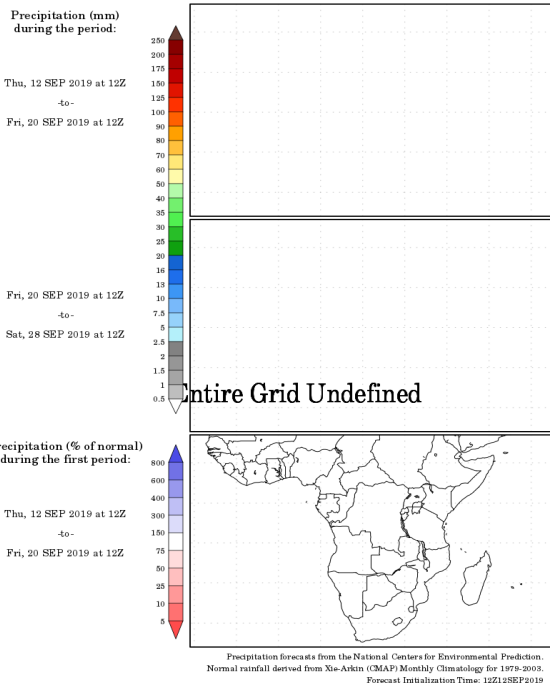 Precipitation (mm)
during the period:
250
200
175
150
125
100
90
80
70
60
50
40
35
30
25
20
16
13
10
7.5
5
2.5
2
1.5
1
0.5
Thu, 12 SEP 2019 at 12Z
-to-
Fri, 20 SEP 2019 at 12Z
Fri, 20 SEP 2019 at 12Z
-to-
Sat, 28 SEP 2019 at 12Z
Entire Grid Undefined
recipitation (% of normal)
during the first period:
800
600
400
300
150
75
50
25
10
5
Thu, 12 SEP 2019 at 12Z
-to-
Fri, 20 SEP 2019 at 12Z
Precipitation forecasts from the National Centers for Environmental Prediction.
Normal rainfall derived from Xie-Arkin (CMAP) Monthly Climatology for 1979-2003.
Forecast Initialization Time: 12Z12SEP2019